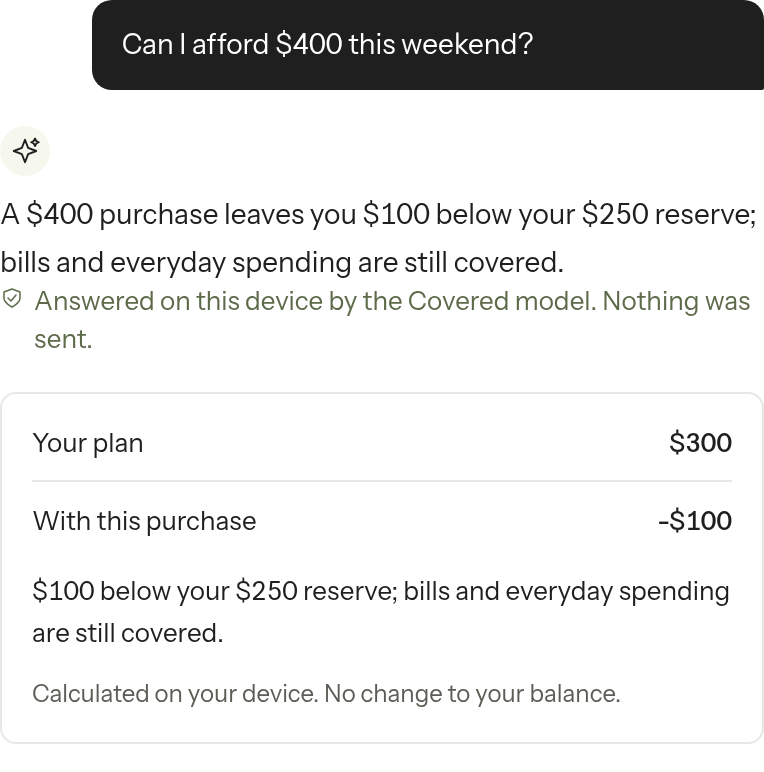 Can I afford $400 this weekend?
A $400 purchase leaves you $100 below your $250 reserve;
bills and everyday spending are still covered.
Answered on this device by the Covered model. Nothing was
sent.
Your plan $300
With this purchase -$100
$100 below your $250 reserve; bills and everyday spending
are still covered.
Calculated on your device. No change to your balance.